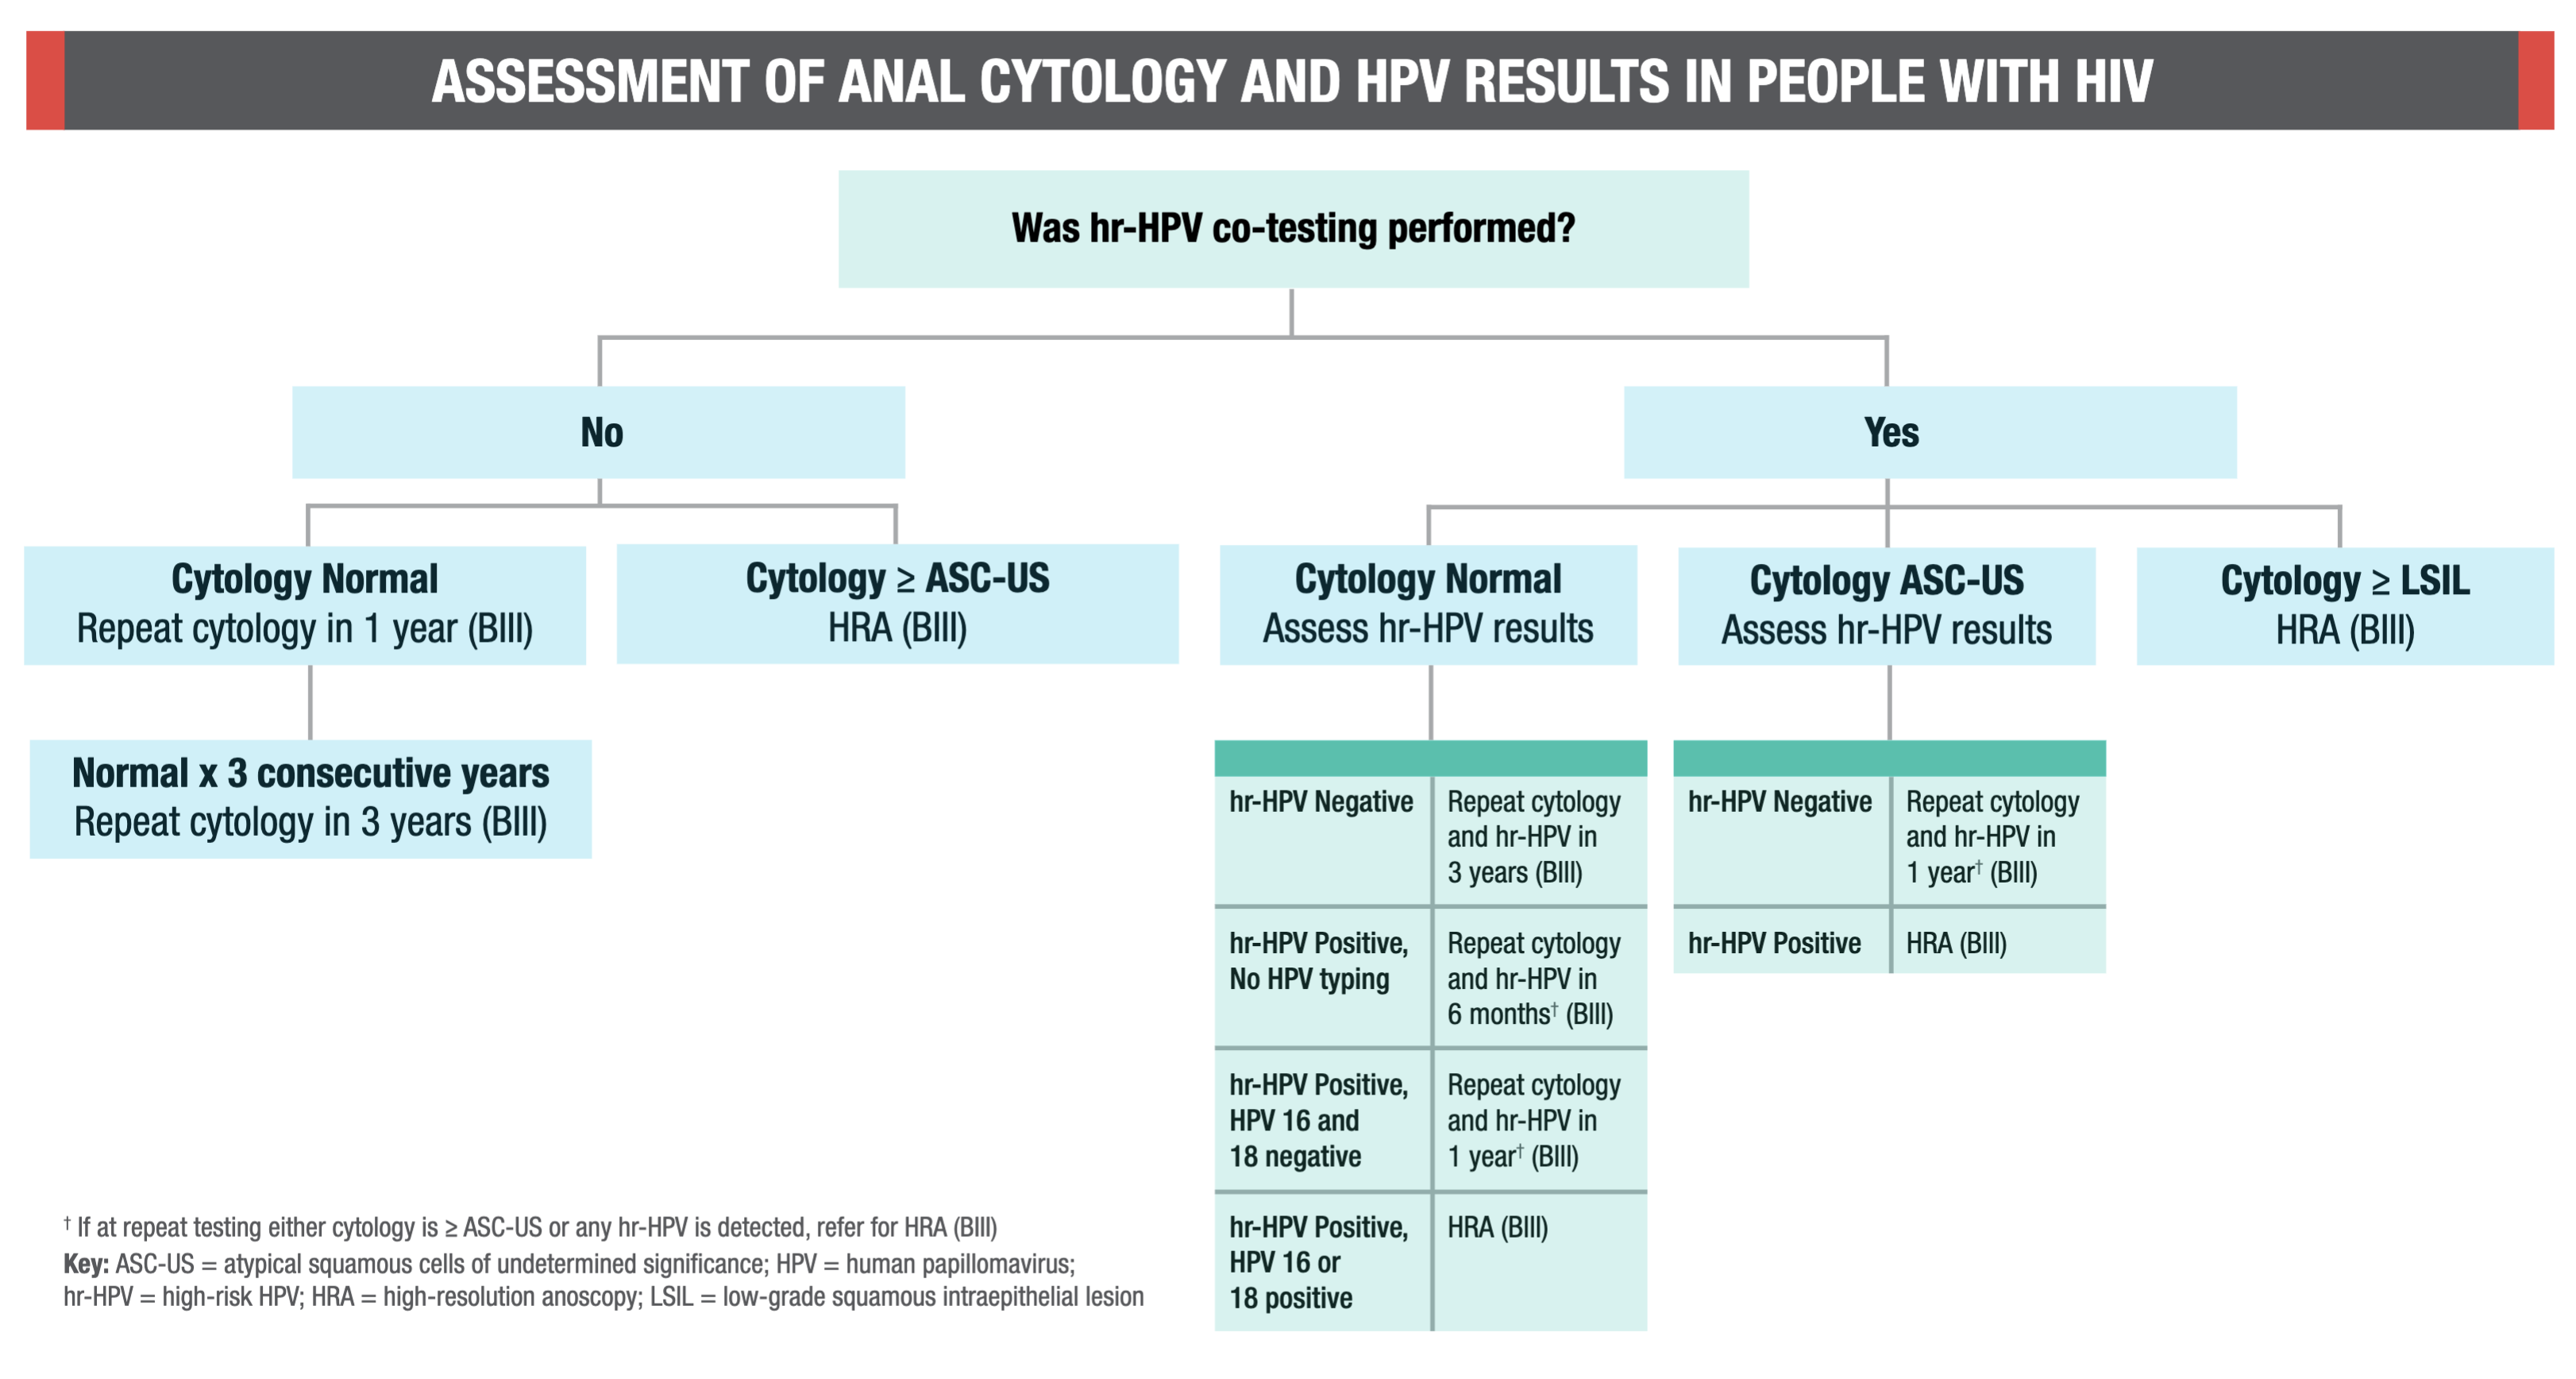 ASSESSMENT OF ANAL CYTOLOGY AND HPV RESULTS IN PEOPLE WITH HIV
Was hr-HPV co-testing performed?
No
Yes
Cytology Normal
Repeat cytology in 1 year (BIII)
Cytology ≥ ASC-US
HRA (BIII)
Cytology Normal
Assess hr-HPV results
Cytology ASC-US
Assess hr-HPV results
Cytology ≥ LSIL
HRA (BIII)
Normal x 3 consecutive years
Repeat cytology in 3 years (BIII)
hr-HPV Negative
Repeat cytology
and hr-HPV in
3 years (BIII)
hr-HPV Positive,
No HPV typing
Repeat cytology
and hr-HPV in
6 months† (BIII)
hr-HPV Positive,
HPV 16 and
18 negative
Repeat cytology
and hr-HPV in
1 year† (BIII)
hr-HPV Positive,
HPV 16 or
18 positive
HRA (BIII)
hr-HPV Negative
Repeat cytology
and hr-HPV in
1 year† (BIII)
hr-HPV Positive
HRA (BIII)
† If at repeat testing either cytology is ≥ ASC-US or any hr-HPV is detected, refer for HRA (BIII)
Key: ASC-US = atypical squamous cells of undetermined significance; HPV = human papillomavirus;
hr-HPV = high-risk HPV; HRA = high-resolution anoscopy; LSIL = low-grade squamous intraepithelial lesion